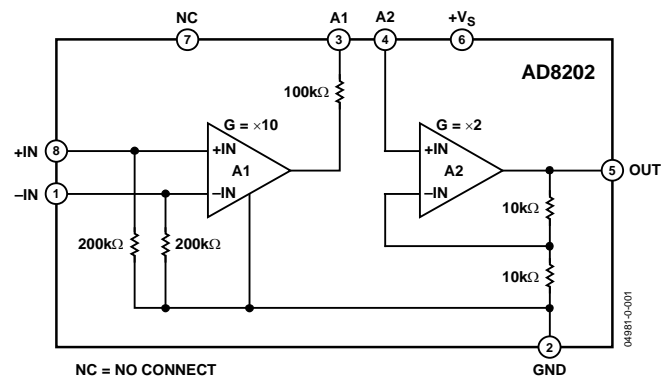 NC
A1
A2
+VS
7
3
4
6
AD8202
100kΩ
G = ×10
G = ×2
+IN
8
+IN
A1
–IN
+IN
A2
–IN
–IN
1
5
OUT
10kΩ
200kΩ
200kΩ
10kΩ
2
GND
NC = NO CONNECT
04981-0-001